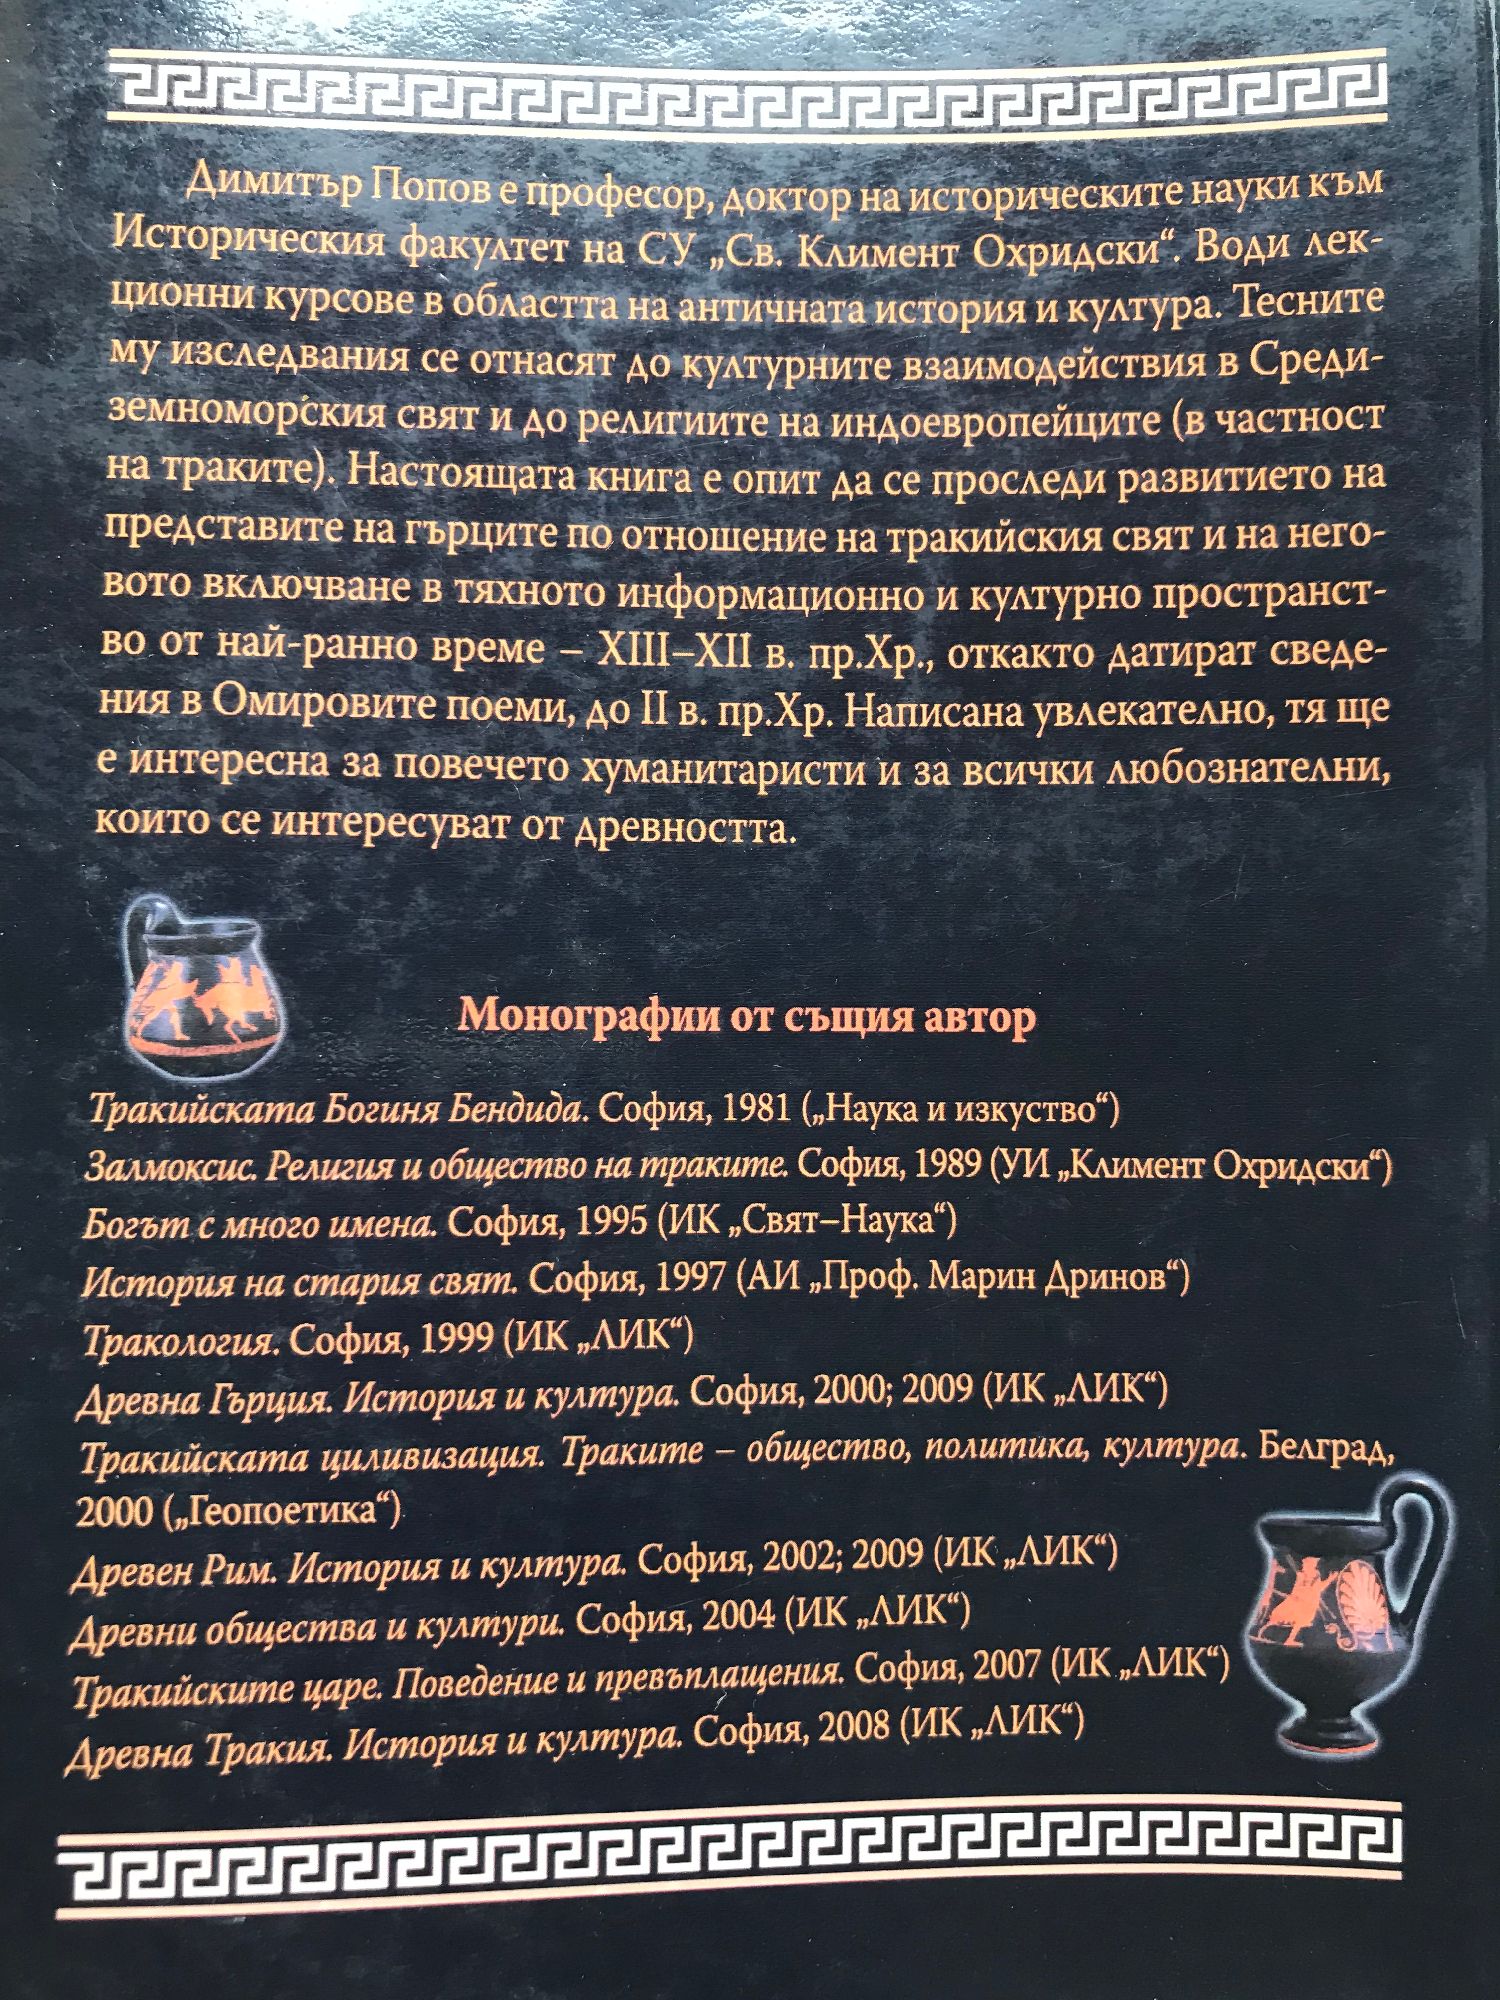 Димитър Попов е професор, доктор на историческите науки към
Историческия факултет на СУ „Св. Климент Охридски“. Води лек-
ционни курсове в областта на античната история и култура. Тесните
му изследвания се отнасят до културните взаимодействия в Среди-
земноморския свят и до религиите на индоевропейците (в частност
на траките). Настоящата книга е опит да се проследи развитието на
представите на гърците по отношение на тракийския свят и на него-
вото включване в тяхното информационно и културно пространст-
во от най-ранно време – XIII–XII в. пр.Хр., откакто датират сведе-
ния в Омировите поеми, до II в. пр.Хр. Написана увлекателно, тя ще
е интересна за повечето хуманитаристи и за всички любознателни,
които се интересуват от древността.
Монографии от същия автор
Тракийската Богиня Бендида. София, 1981 („Наука и изкуство“)
Залмоксис. Религия и общество на траките. София, 1989 (УИ „Климент Охридски“)
Богът с много имена. София, 1995 (ИК „Свят–Наука“)
История на стария свят. София, 1997 (АИ „Проф. Марин Дринов“)
Тракология. София, 1999 (ИК „ЛИК“)
Древна Гърция. История и култура. София, 2000; 2009 (ИК „ЛИК“)
Тракийската циливизация. Траките – общество, политика, култура. Белград,
2000 („Геопоетика“)
Древен Рим. История и култура. София, 2002; 2009 (ИК „ЛИК“)
Древни общества и култури. София, 2004 (ИК „ЛИК“)
Тракийските царе. Поведение и превъплащения. София, 2007 (ИК „ЛИК“)
Древна Тракия. История и култура. София, 2008 (ИК „ЛИК“)